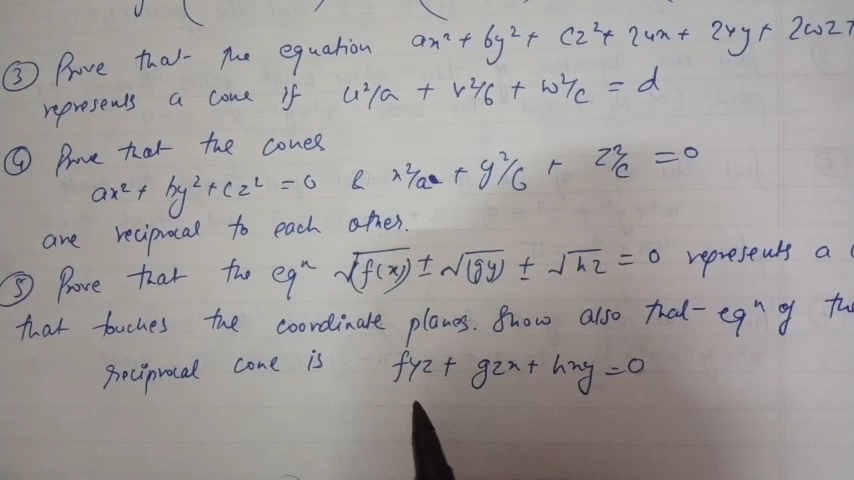 ③ Prove that the equation ax² + by² + cz² + 2ux + 2vy + 2wz +
represents a cone if u²/a + v²/b + w²/c = d
④ Prove that the cones
ax² + by² + cz² = 0 & x²/a + y²/b + z²/c = 0
are reciprocal to each other.
⑤ Prove that the eqⁿ √(f(x)) ± √(gy) ± √hz = 0 represents a
that touches the coordinate planes. Show also that eqⁿ of the
reciprocal cone is fyz + gzx + hxy = 0